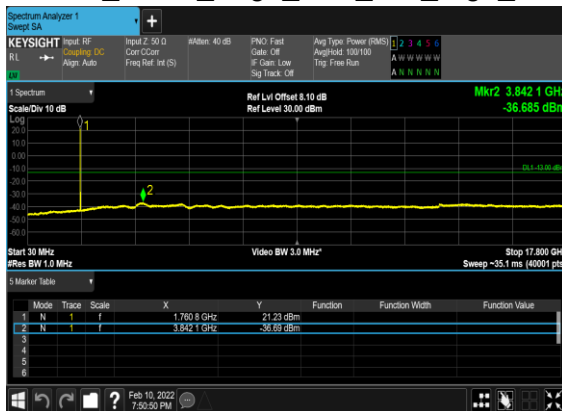 Spectrum Analyzer 1
Swept SA
KEYSIGHT Input: RF Input Z: 50 Ω #Atten: 40 dB PNO: Fast Avg Type: Power (RMS) 1 2 3 4 5 6
RL Coupling: DC Corr CCorr Gate: Off Avg|Hold: 100/100 A W W W W W
Align: Auto Freq Ref: Int (S) IF Gain: Low Trig: Free Run A N N N N N
Sig Track: Off
1 Spectrum
Scale/Div 10 dB Ref Lvl Offset 8.10 dB Mkr2 3.842 1 GHz
Log Ref Level 30.00 dBm -36.685 dBm
1
20.0
10.0
0.00
-10.0 DL1 -13.00 dBm
-20.0
2
-30.0
-40.0
-50.0
-60.0
Start 30 MHz Video BW 3.0 MHz* Stop 17.800 GHz
#Res BW 1.0 MHz Sweep ~35.1 ms (40001 pts)
5 Marker Table
Mode Trace Scale X Y Function Function Width Function Value
1 N 1 f 1.760 8 GHz 21.23 dBm
2 N 1 f 3.842 1 GHz -36.69 dBm
3
4
5
6
? Feb 10, 2022
7:50:50 PM